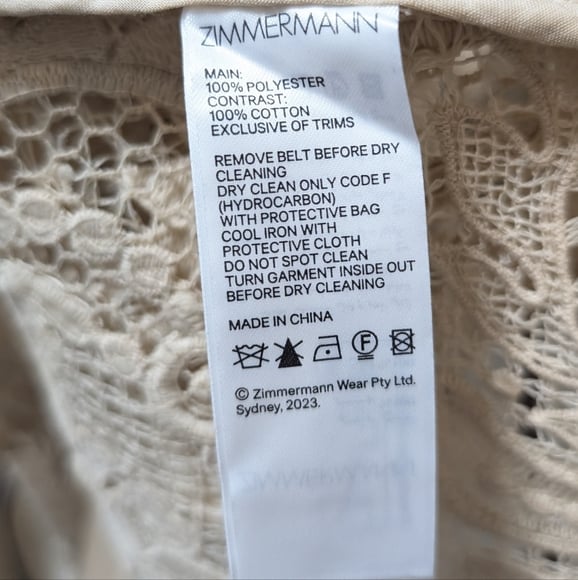 ZIMMERMANN
MAIN:
100% POLYESTER
CONTRAST:
100% COTTON
EXCLUSIVE OF TRIMS
REMOVE BELT BEFORE DRY
CLEANING
DRY CLEAN ONLY CODE F
(HYDROCARBON)
WITH PROTECTIVE BAG
COOL IRON WITH
PROTECTIVE CLOTH
DO NOT SPOT CLEAN
TURN GARMENT INSIDE OUT
BEFORE DRY CLEANING
MADE IN CHINA
F
© Zimmermann Wear Pty Ltd.
Sydney, 2023.